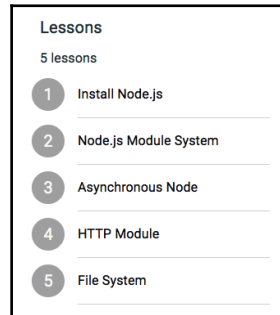 Lessons
5 lessons
1 Install Node.js
2 Node.js Module System
3 Asynchronous Node
4 HTTP Module
5 File System